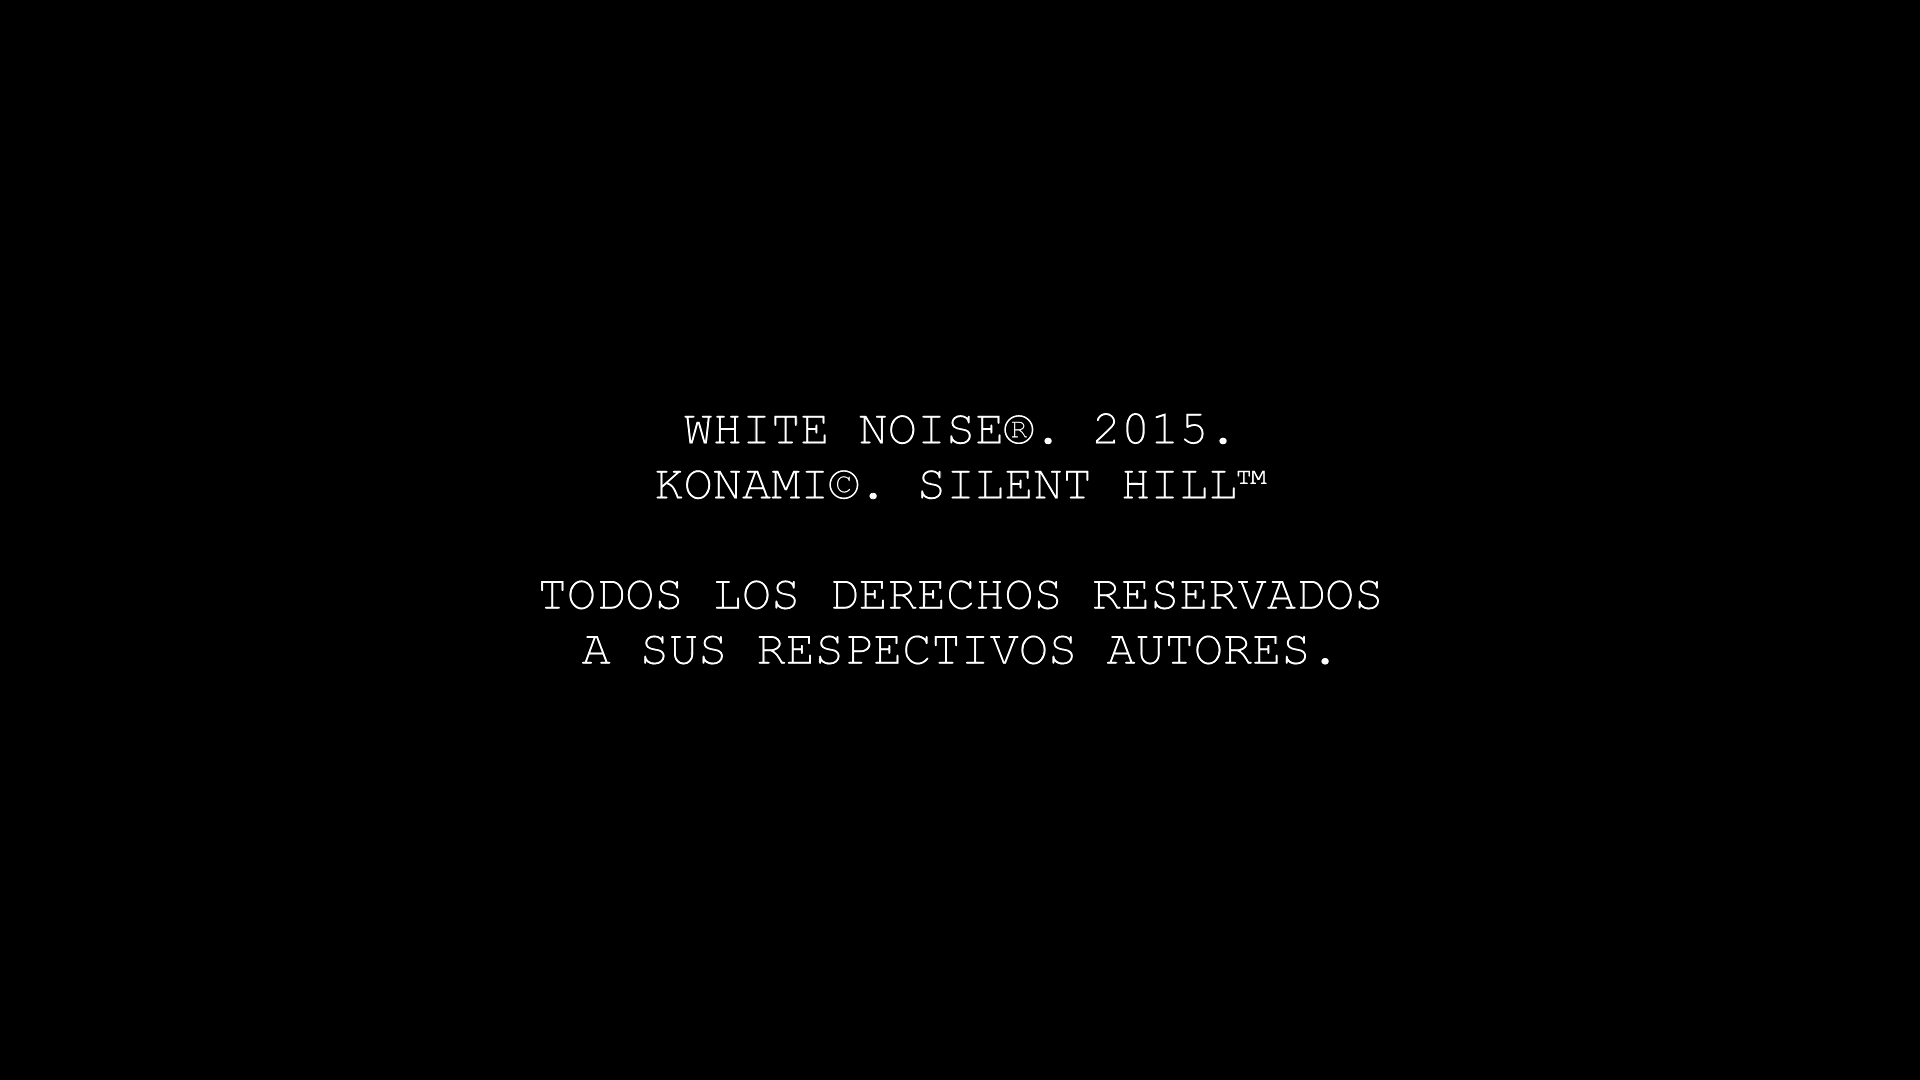 WHITE NOISE®. 2015.
KONAMI©. SILENT HILL™
TODOS LOS DERECHOS RESERVADOS
A SUS RESPECTIVOS AUTORES.